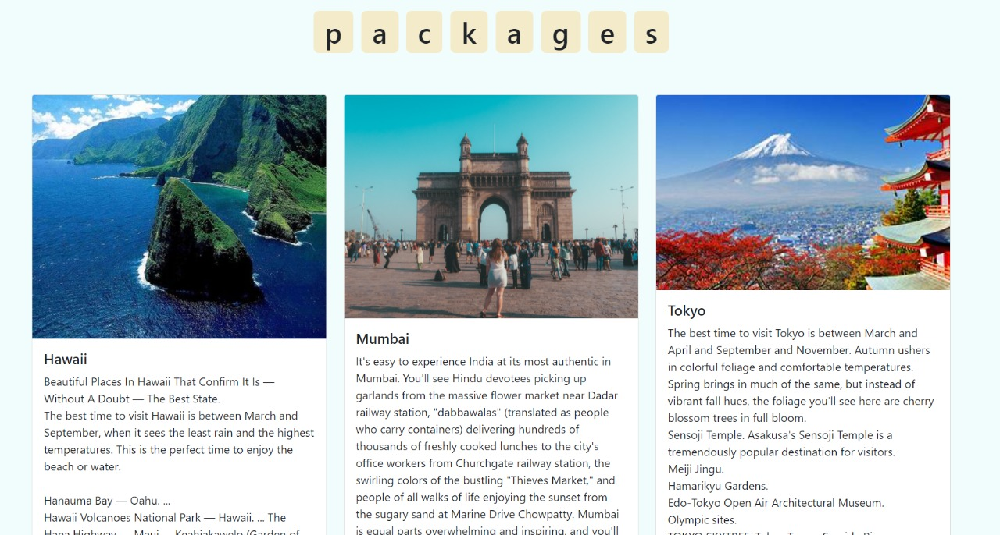 packages
Hawaii
Beautiful Places In Hawaii That Confirm It Is —
Without A Doubt — The Best State.
The best time to visit Hawaii is between March and
September, when it sees the least rain and the highest
temperatures. This is the perfect time to enjoy the
beach or water.
Hanauma Bay — Oahu. ...
Hawaii Volcanoes National Park — Hawaii. ... The
Hana Highway — Maui. ... Keahiakawelo (Garden of
Mumbai
It's easy to experience India at its most authentic in
Mumbai. You'll see Hindu devotees picking up
garlands from the massive flower market near Dadar
railway station, "dabbawalas" (translated as people
who carry containers) delivering hundreds of
thousands of freshly cooked lunches to the city's
office workers from Churchgate railway station, the
swirling colors of the bustling "Thieves Market," and
people of all walks of life enjoying the sunset from
the sugary sand at Marine Drive Chowpatty. Mumbai
is equal parts overwhelming and inspiring, and you'll
Tokyo
The best time to visit Tokyo is between March and
April and September and November. Autumn ushers
in colorful foliage and comfortable temperatures.
Spring brings in much of the same, but instead of
vibrant fall hues, the foliage you'll see here are cherry
blossom trees in full bloom.
Sensoji Temple. Asakusa's Sensoji Temple is a
tremendously popular destination for visitors.
Meiji Jingu.
Hamarikyu Gardens.
Edo-Tokyo Open Air Architectural Museum.
Olympic sites.